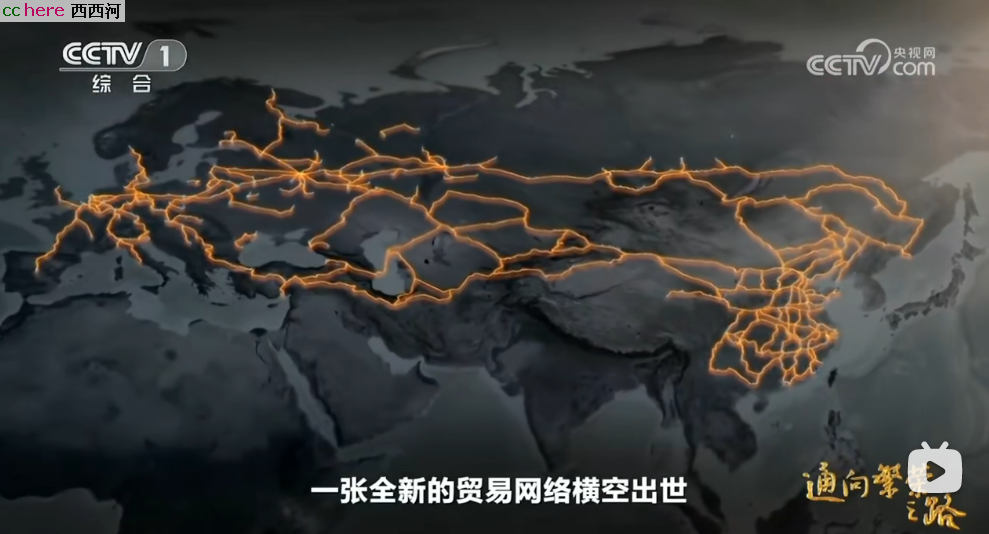 cc here 西西河
CCTV 1
综合
CCTV 央视网
com
一张全新的贸易网络横空出世
通向繁荣
之路